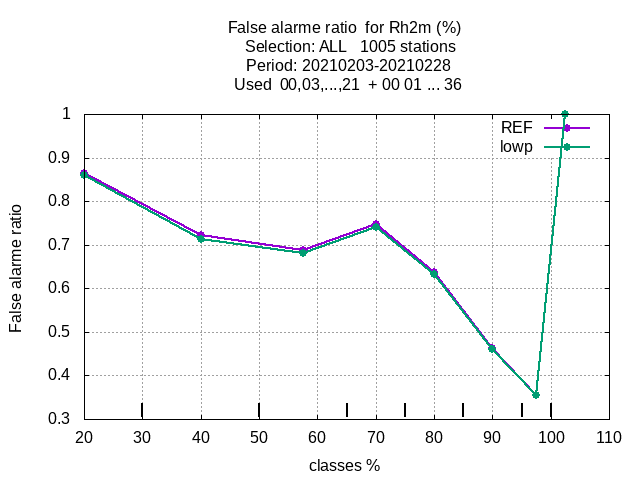 False alarme ratio  for Rh2m (%)
Selection: ALL   1005 stations
Period: 20210203-20210228
Used  00,03,...,21  + 00 01 ... 36
REF
lowp
False alarme ratio
1
0.9
0.8
0.7
0.6
0.5
0.4
0.3
20 30 40 50 60 70 80 90 100 110
classes %